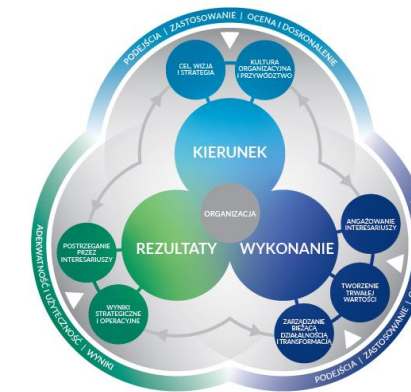 PODEJŚCIA | ZASTOSOWANIE | OCENA I DOSKONALENIE
CEL, WIZJA
I STRATEGIA
KULTURA
ORGANIZACYJNA
I PRZYWÓDZTWO
KIERUNEK
ORGANIZACJA
REZULTATY
WYKONANIE
ANGAŻOWANIE
INTERESARIUSZY
TWORZENIE
TRWAŁEJ
WARTOŚCI
ZARZĄDZANIE
BIEŻĄCĄ
DZIAŁALNOŚCIĄ
I TRANSFORMACJĄ
POSTRZEGANIE
PRZEZ
INTERESARIUSZY
WYNIKI
STRATEGICZNE
I OPERACYJNE
ADEKWATNOŚĆ I UŻYTECZNOŚĆ | WYNIKI
PODEJŚCIA | ZASTOSOWANIE |